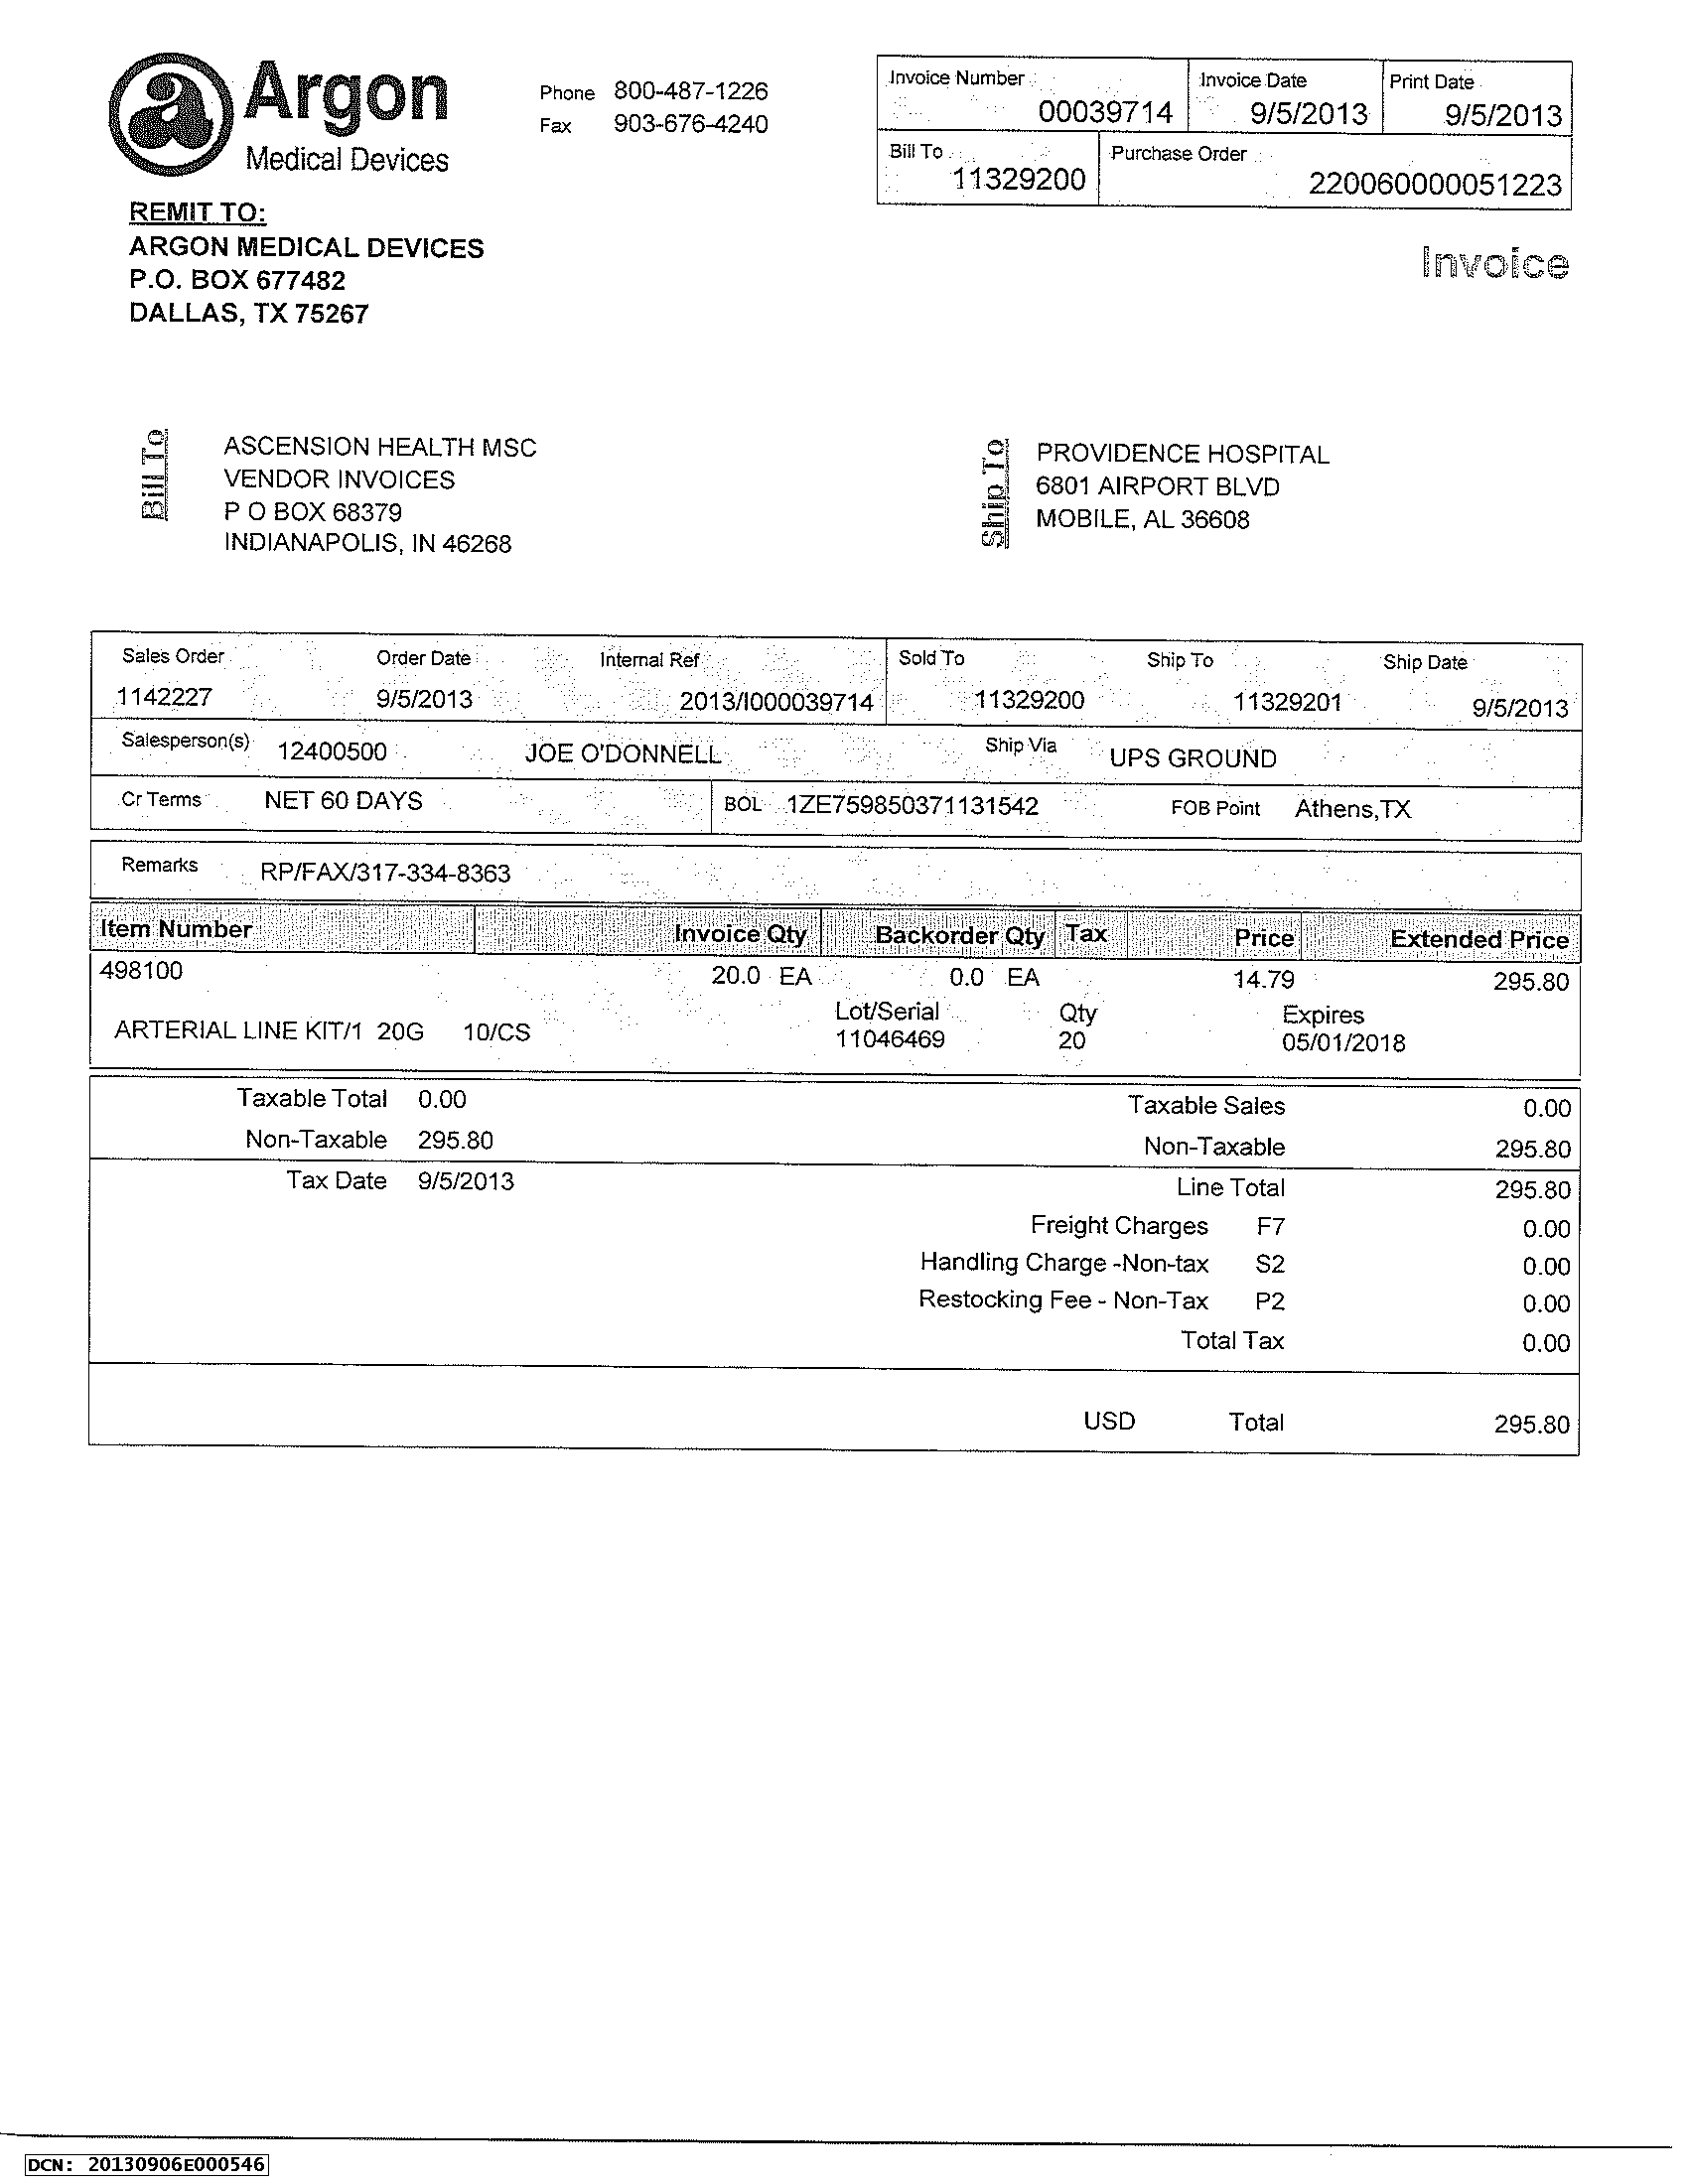 Argon
Medical Devices
Phone 800-487-1226
Fax 903-676-4240
Invoice Number Invoice Date Print Date
00039714 9/5/2013 9/5/2013
Bill To Purchase Order
11329200 220060000051223
Invoice
REMIT TO:
ARGON MEDICAL DEVICES
P.O. BOX 677482
DALLAS, TX 75267
Bill To
ASCENSION HEALTH MSC
VENDOR INVOICES
P O BOX 68379
INDIANAPOLIS, IN 46268
Ship To
PROVIDENCE HOSPITAL
6801 AIRPORT BLVD
MOBILE, AL 36608
Sales Order Order Date Internal Ref Sold To Ship To Ship Date
1142227 9/5/2013 2013/I000039714 11329200 11329201 9/5/2013
Salesperson(s) 12400500 JOE O'DONNELL Ship Via UPS GROUND
Cr Terms NET 60 DAYS BOL 1ZE759850371131542 FOB Point Athens,TX
Remarks RP/FAX/317-334-8363
Item Number Invoice Qty Backorder Qty Tax Price Extended Price
498100 20.0 EA 0.0 EA 14.79 295.80
Lot/Serial Qty Expires
ARTERIAL LINE KIT/1 20G 10/CS 11046469 20 05/01/2018
Taxable Total 0.00 Taxable Sales 0.00
Non-Taxable 295.80 Non-Taxable 295.80
Tax Date 9/5/2013 Line Total 295.80
Freight Charges F7 0.00
Handling Charge -Non-tax S2 0.00
Restocking Fee - Non-Tax P2 0.00
Total Tax 0.00
USD Total 295.80
DCN: 20130906E000546